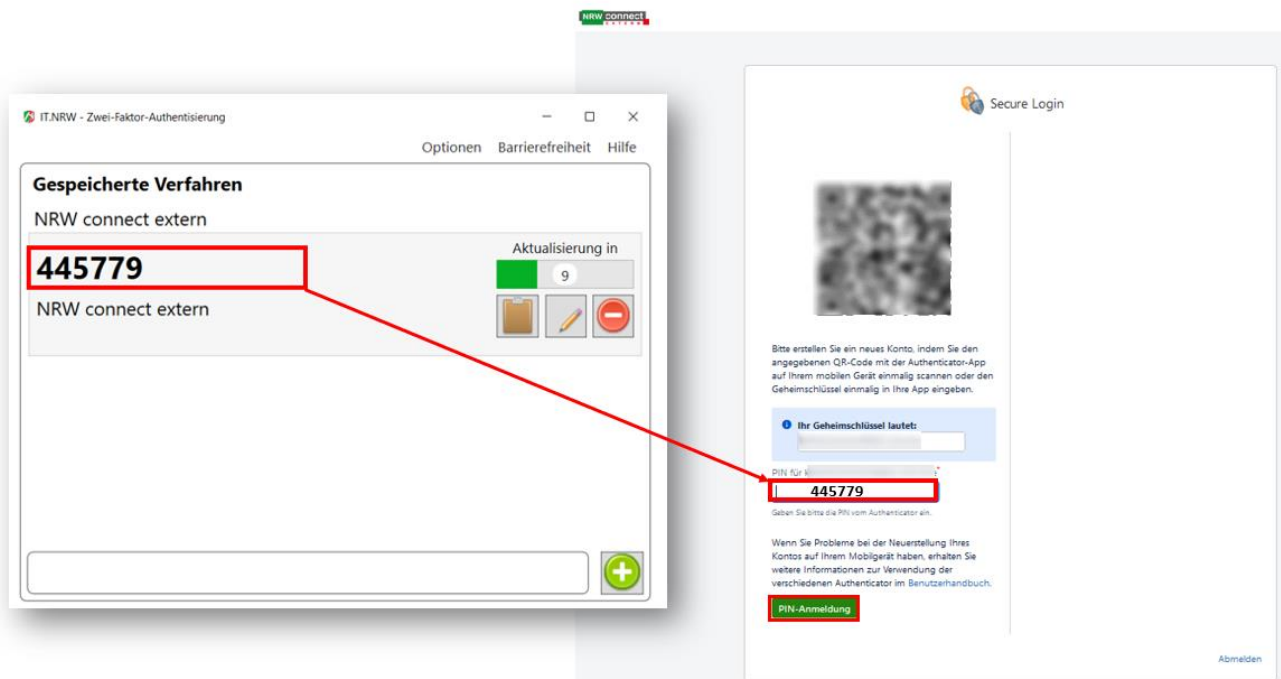 NRW connect
EXTERN
IT.NRW - Zwei-Faktor-Authentisierung
Optionen Barrierefreiheit Hilfe
Gespeicherte Verfahren
NRW connect extern
445779
Aktualisierung in
9
NRW connect extern
Secure Login
Bitte erstellen Sie ein neues Konto, indem Sie den
angegebenen QR-Code mit der Authenticator-App
auf Ihrem mobilen Gerät einmalig scannen oder den
Geheimschlüssel einmalig in Ihre App eingeben.
Ihr Geheimschlüssel lautet:
PIN für
445779
Geben Sie bitte die PIN vom Authenticator ein.
Wenn Sie Probleme bei der Neuerstellung Ihres
Kontos auf Ihrem Mobilgerät haben, erhalten Sie
weitere Informationen zur Verwendung der
verschiedenen Authenticator im Benutzerhandbuch.
PIN-Anmeldung
Abmelden